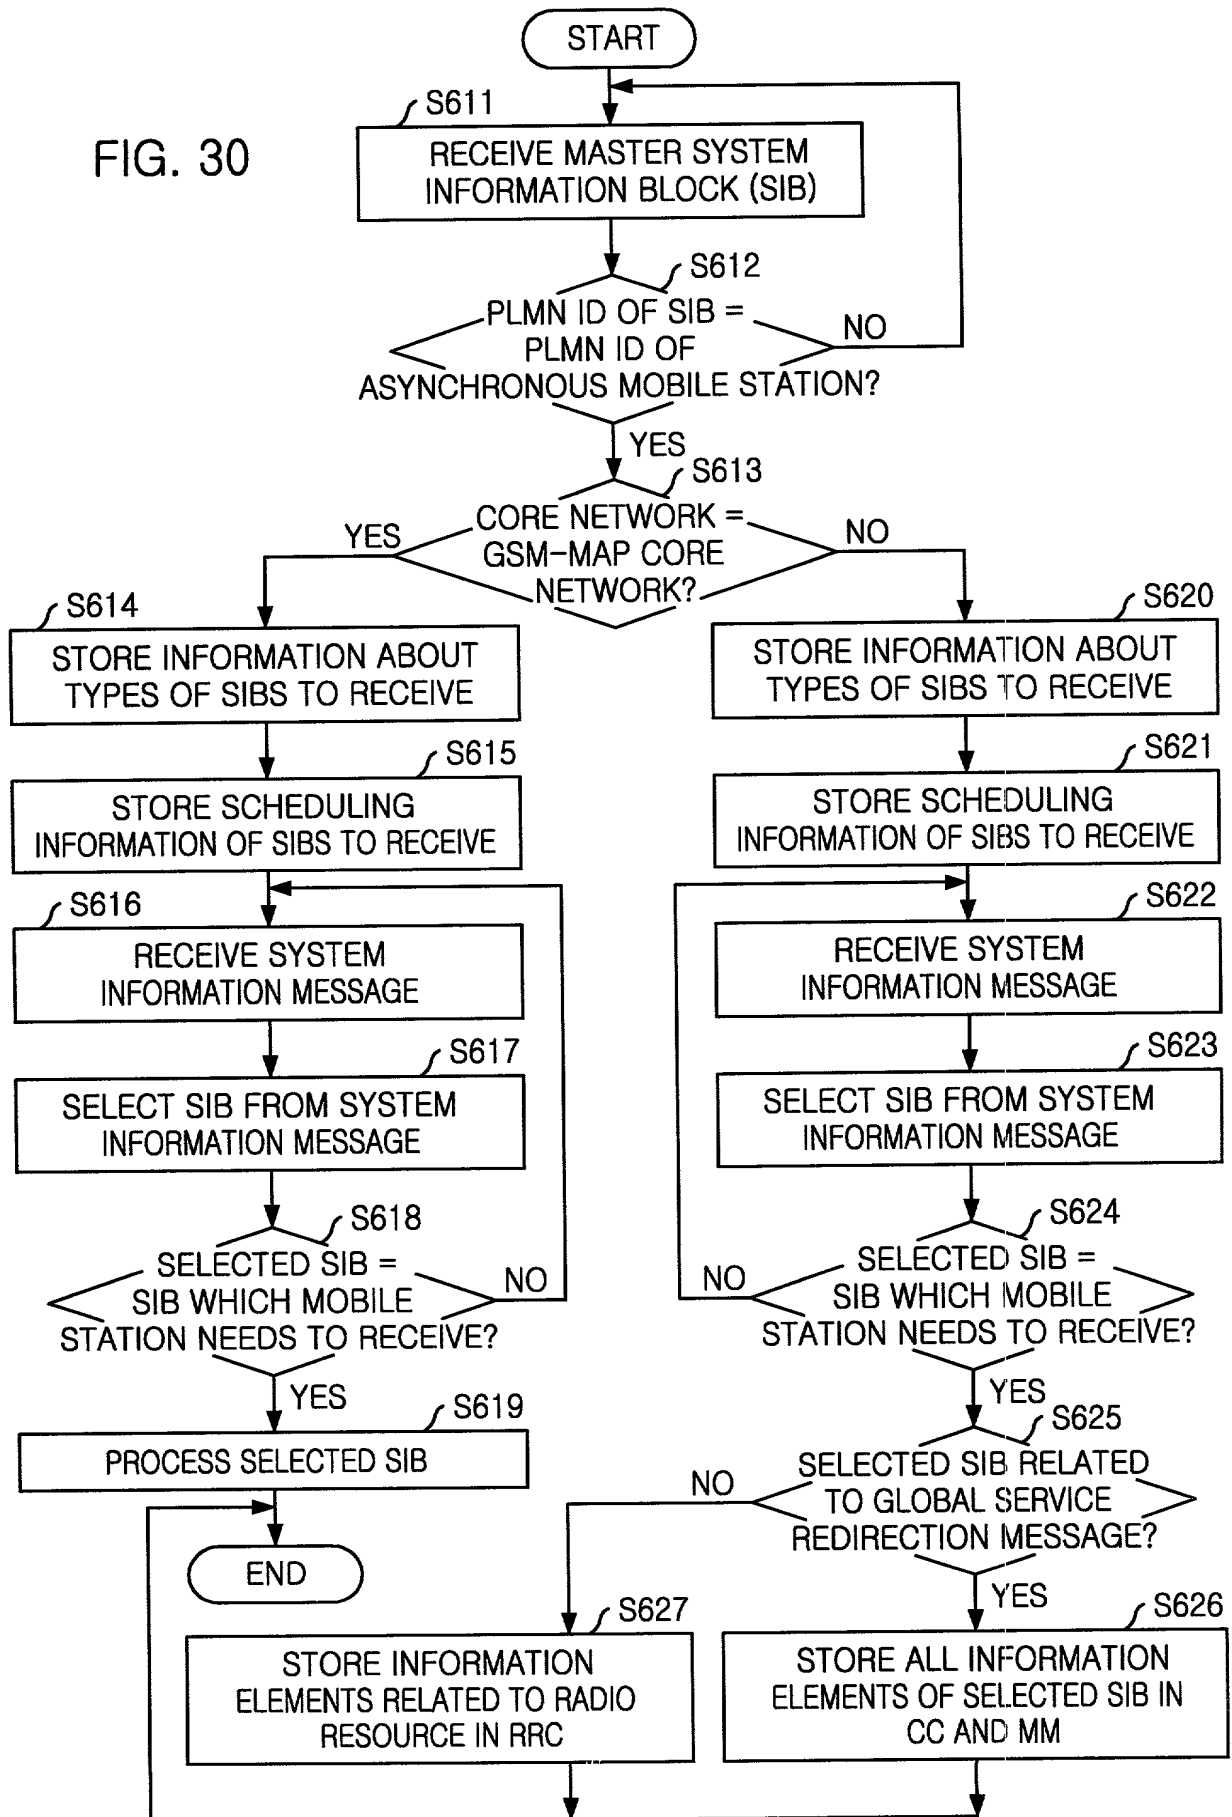 START
FIG. 30
S611
RECEIVE MASTER SYSTEM
INFORMATION BLOCK (SIB)
S612
PLMN ID OF SIB =
PLMN ID OF
ASYNCHRONOUS MOBILE STATION?
NO
YES
S613
CORE NETWORK =
GSM-MAP CORE
NETWORK?
YES
NO
S614
STORE INFORMATION ABOUT
TYPES OF SIBS TO RECEIVE
S615
STORE SCHEDULING
INFORMATION OF SIBS TO RECEIVE
S616
RECEIVE SYSTEM
INFORMATION MESSAGE
S617
SELECT SIB FROM SYSTEM
INFORMATION MESSAGE
S618
SELECTED SIB =
SIB WHICH MOBILE
STATION NEEDS TO RECEIVE?
NO
YES
S619
PROCESS SELECTED SIB
END
S620
STORE INFORMATION ABOUT
TYPES OF SIBS TO RECEIVE
S621
STORE SCHEDULING
INFORMATION OF SIBS TO RECEIVE
S622
RECEIVE SYSTEM
INFORMATION MESSAGE
S623
SELECT SIB FROM SYSTEM
INFORMATION MESSAGE
S624
SELECTED SIB =
SIB WHICH MOBILE
STATION NEEDS TO RECEIVE?
NO
YES
S625
SELECTED SIB RELATED
TO GLOBAL SERVICE
REDIRECTION MESSAGE?
NO
YES
S627
STORE INFORMATION
ELEMENTS RELATED TO RADIO
RESOURCE IN RRC
S626
STORE ALL INFORMATION
ELEMENTS OF SELECTED SIB IN
CC AND MM